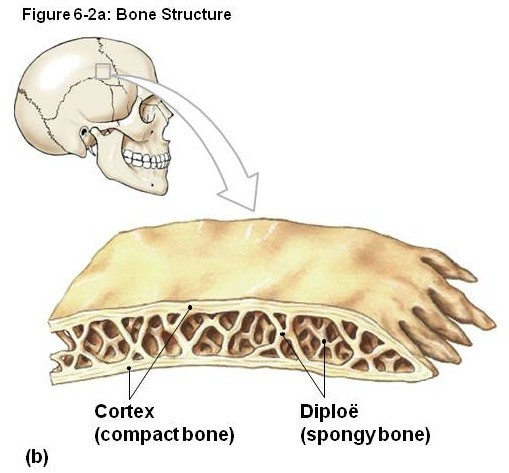 Figure 6-2a: Bone Structure
Cortex
(compact bone)
Diploë
(spongy bone)
(b)